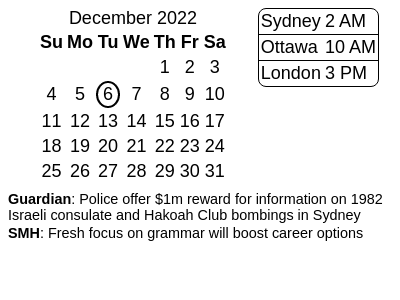 December 2022
Su Mo Tu We Th Fr Sa
1 2 3
4 5 6 7 8 9 10
11 12 13 14 15 16 17
18 19 20 21 22 23 24
25 26 27 28 29 30 31
Sydney 2 AM
Ottawa 10 AM
London 3 PM
Guardian: Police offer $1m reward for information on 1982
Israeli consulate and Hakoah Club bombings in Sydney
SMH: Fresh focus on grammar will boost career options